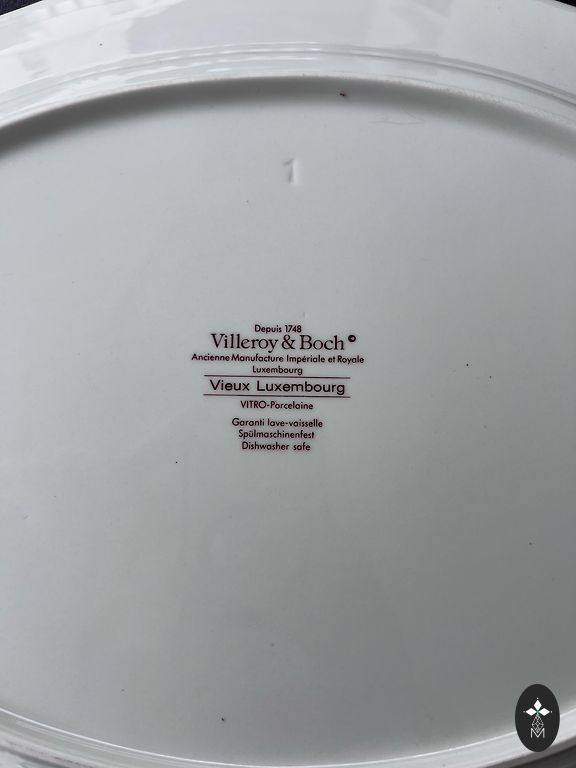 1
Depuis 1748
Villeroy & Boch©
Ancienne Manufacture Impériale et Royale
Luxembourg
Vieux Luxembourg
VITRO-Porcelaine
Garanti lave-vaisselle
Spülmaschinenfest
Dishwasher safe
M